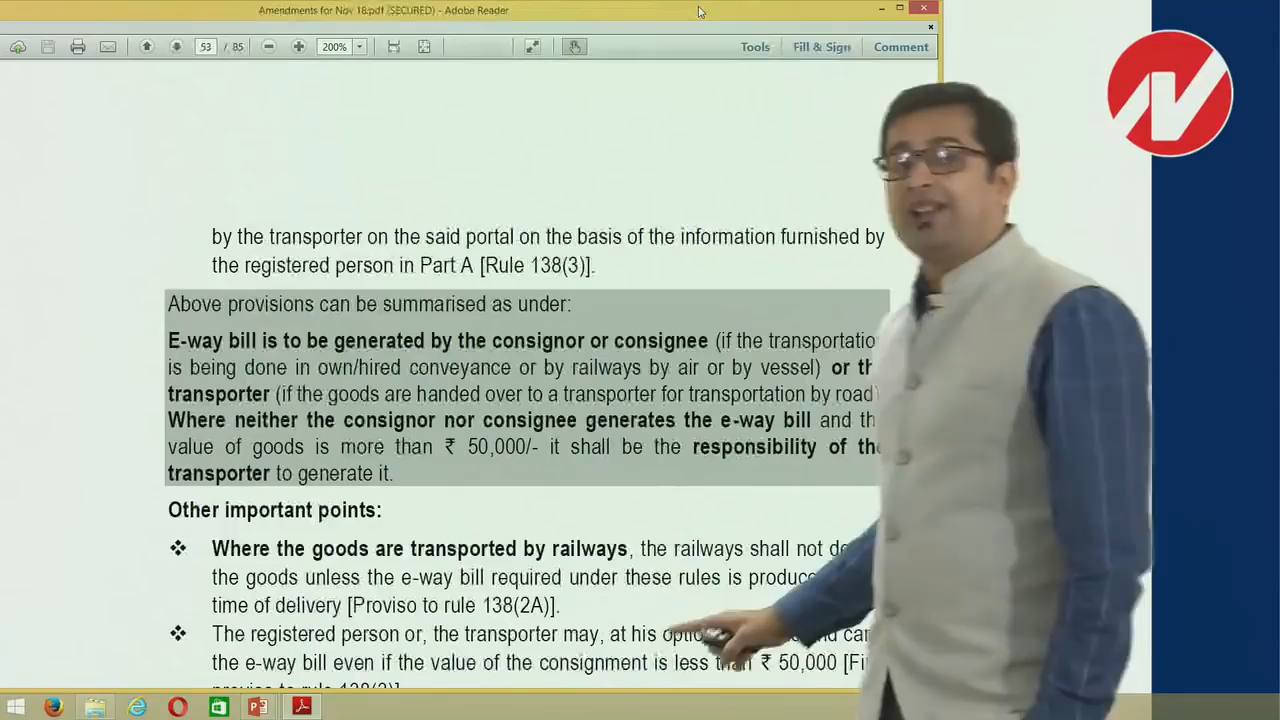 Amendments for Nov 18.pdf (SECURED) - Adobe Reader
53 / 85 200% Tools Fill & Sign Comment
by the transporter on the said portal on the basis of the information furnished by
the registered person in Part A [Rule 138(3)].
Above provisions can be summarised as under:
E-way bill is to be generated by the consignor or consignee (if the transportatio
is being done in own/hired conveyance or by railways by air or by vessel) or th
transporter (if the goods are handed over to a transporter for transportation by road)
Where neither the consignor nor consignee generates the e-way bill and th
value of goods is more than ₹ 50,000/- it shall be the responsibility of the
transporter to generate it.
Other important points:
❖ Where the goods are transported by railways, the railways shall not de
the goods unless the e-way bill required under these rules is produc
time of delivery [Proviso to rule 138(2A)].
❖ The registered person or, the transporter may, at his car
the e-way bill even if the value of the consignment is less than ₹ 50,000 [Fi